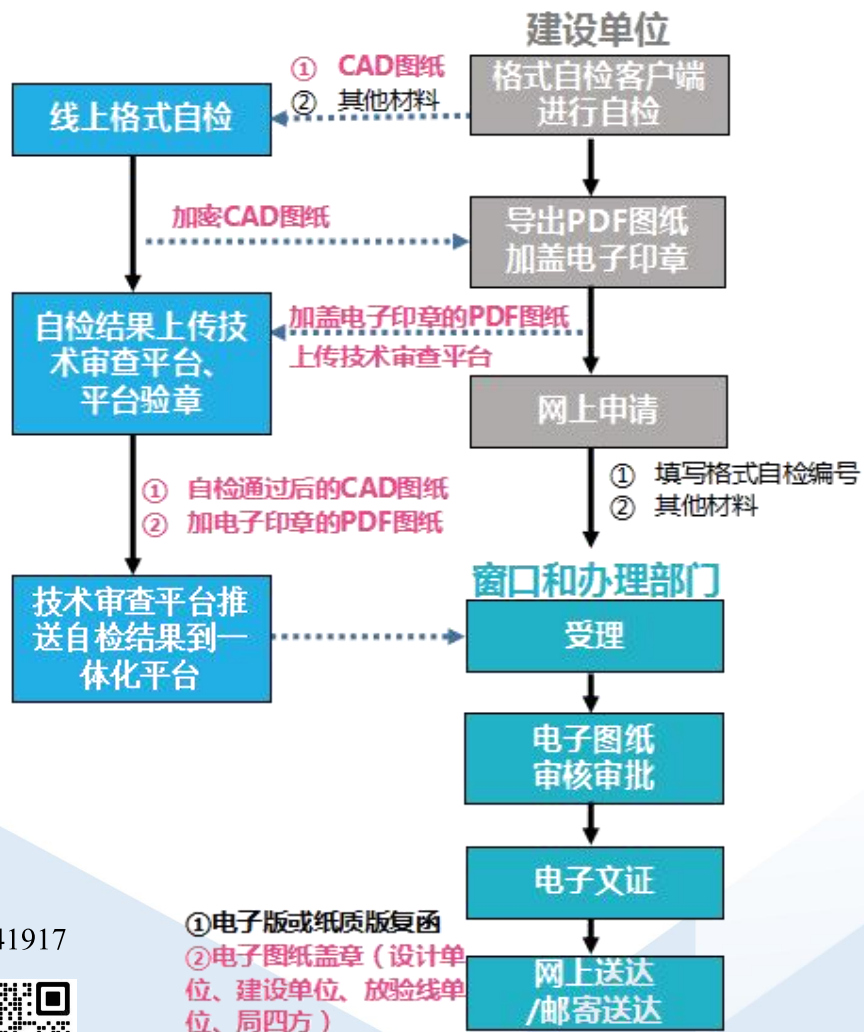 建设单位
① CAD图纸
② 其他材料
格式自检客户端
进行自检
线上格式自检
加密CAD图纸
导出PDF图纸
加盖电子印章
自检结果上传技
术审查平台、
平台验章
加盖电子印章的PDF图纸
上传技术审查平台
网上申请
① 填写格式自检编号
② 其他材料
① 自检通过后的CAD图纸
② 加电子印章的PDF图纸
窗口和办理部门
技术审查平台推
送自检结果到一
体化平台
受理
电子图纸
审核审批
电子文证
41917
①电子版或纸质版复函
②电子图纸盖章（设计单
位、建设单位、放验线单
位、局四方）
网上送达
/邮寄送达